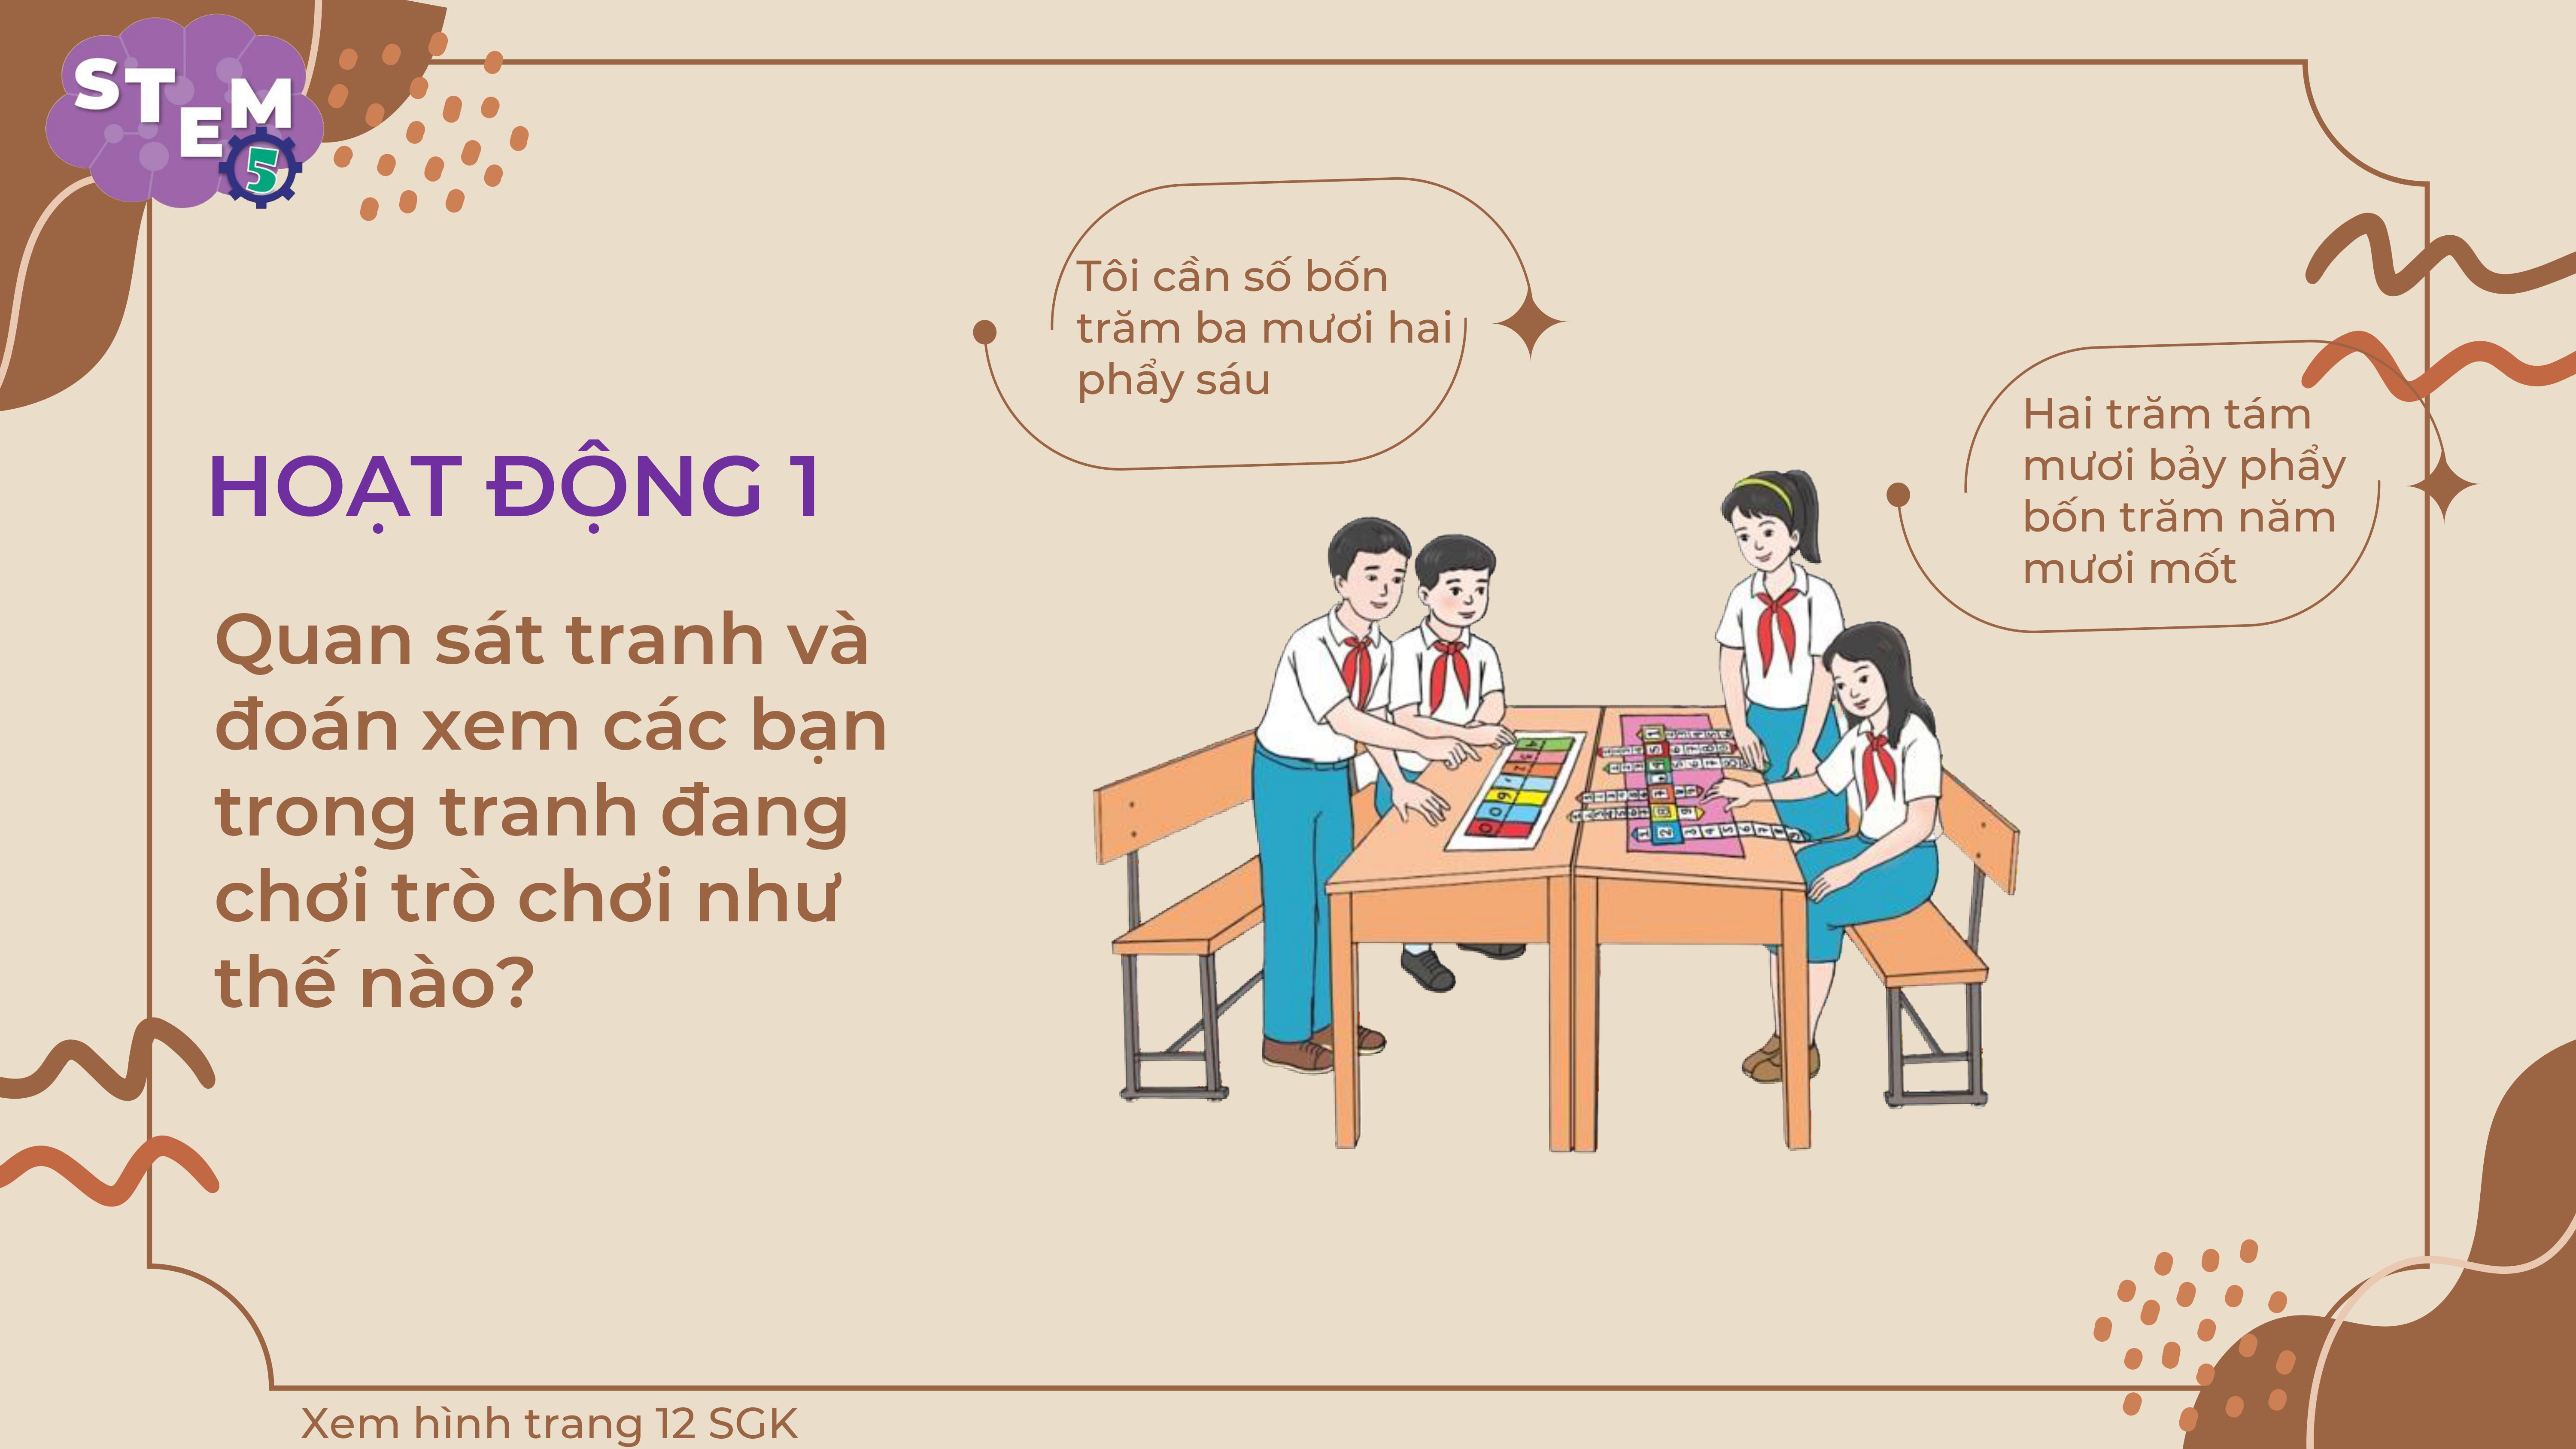 STEM
5
Tôi cần số bốn
trăm ba mươi hai
phẩy sáu
Hai trăm tám
mươi bảy phẩy
bốn trăm năm
mươi mốt
HOẠT ĐỘNG 1
Quan sát tranh và
đoán xem các bạn
trong tranh đang
chơi trò chơi như
thế nào?
Xem hình trang 12 SGK